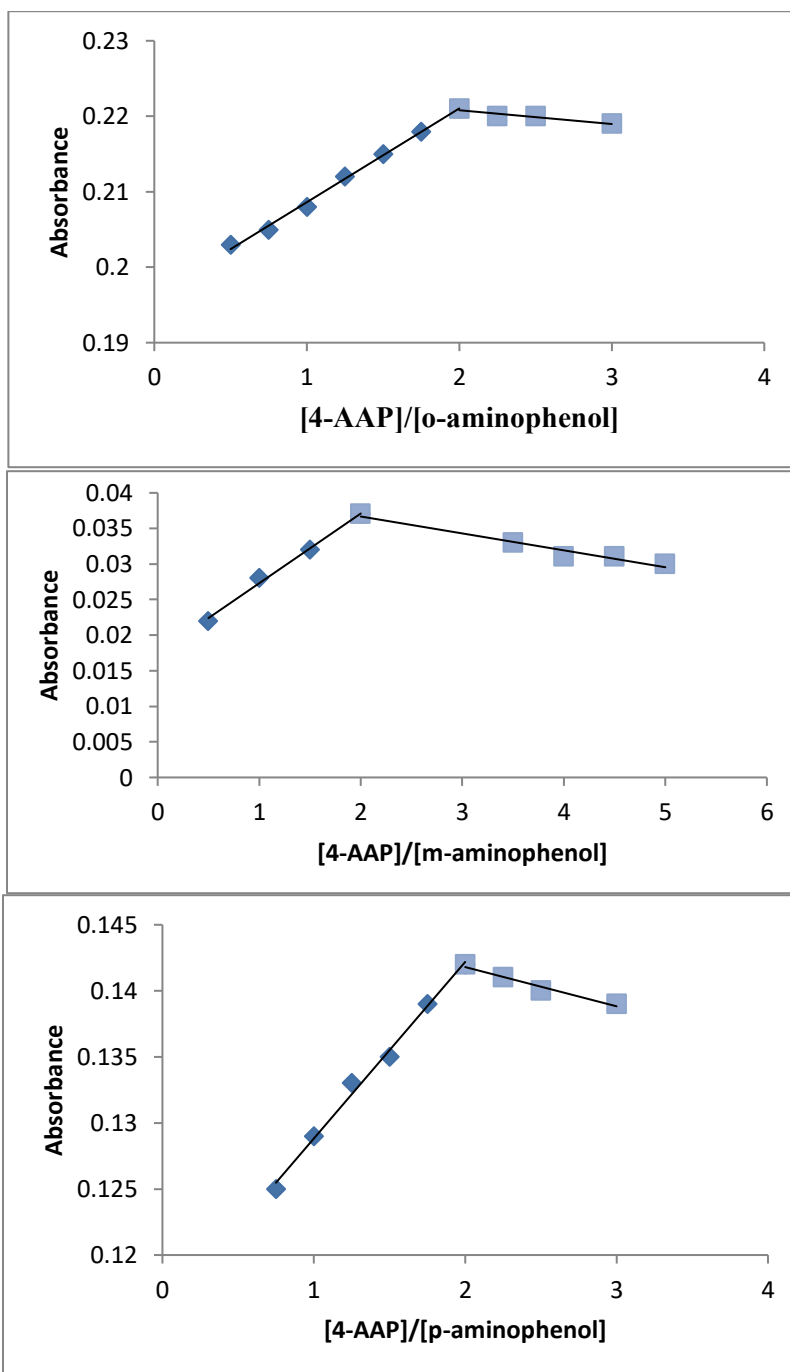 0.23
0.22
0.21
0.2
0.19
0 1 2 3 4
Absorbance
[4-AAP]/[o-aminophenol]
0.04
0.035
0.03
0.025
0.02
0.015
0.01
0.005
0
0 1 2 3 4 5 6
Absorbance
[4-AAP]/[m-aminophenol]
0.145
0.14
0.135
0.13
0.125
0.12
0 1 2 3 4
Absorbance
[4-AAP]/[p-aminophenol]